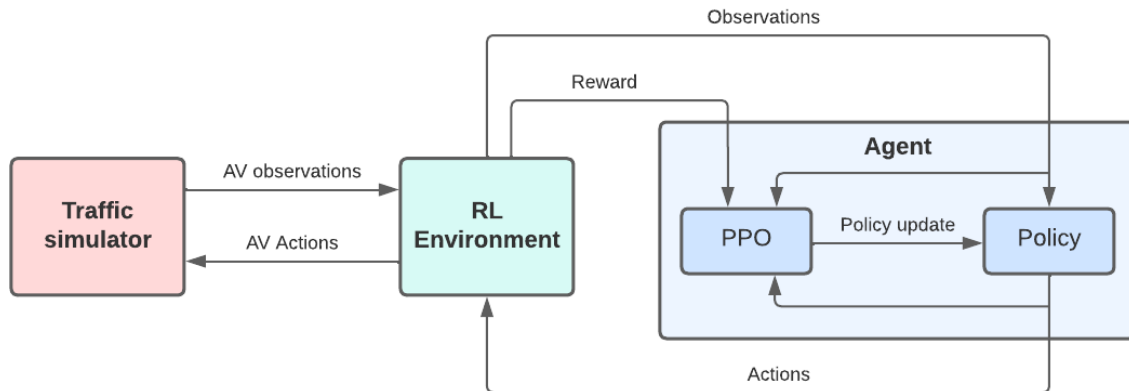 Observations
Reward
Agent
AV observations
Traffic
simulator
RL
Environment
AV Actions
PPO
Policy update
Policy
Actions